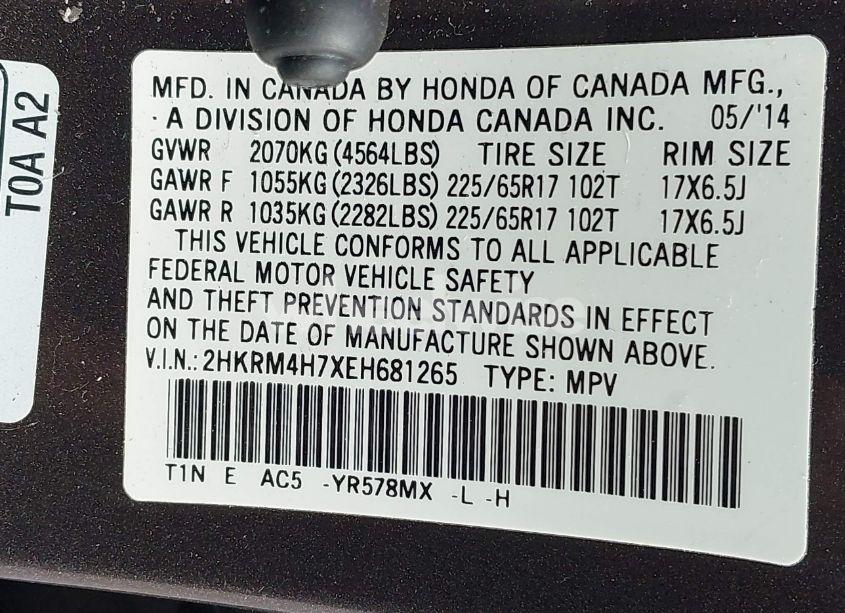 MFD. IN CANADA BY HONDA OF CANADA MFG.,
· A DIVISION OF HONDA CANADA INC. 05/'14
GVWR 2070KG (4564LBS) TIRE SIZE RIM SIZE
GAWR F 1055KG (2326LBS) 225/65R17 102T 17X6.5J
GAWR R 1035KG (2282LBS) 225/65R17 102T 17X6.5J
THIS VEHICLE CONFORMS TO ALL APPLICABLE
FEDERAL MOTOR VEHICLE SAFETY
AND THEFT PREVENTION STANDARDS IN EFFECT
ON THE DATE OF MANUFACTURE SHOWN ABOVE.
V.I.N.: 2HKRM4H7XEH681265 TYPE: MPV
T1N E AC5 -YR578MX -L -H
T0A A2